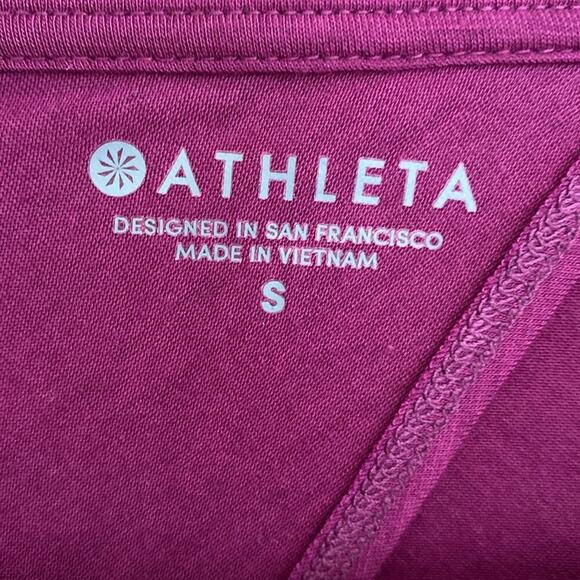 ATHLETA
DESIGNED IN SAN FRANCISCO
MADE IN VIETNAM
S